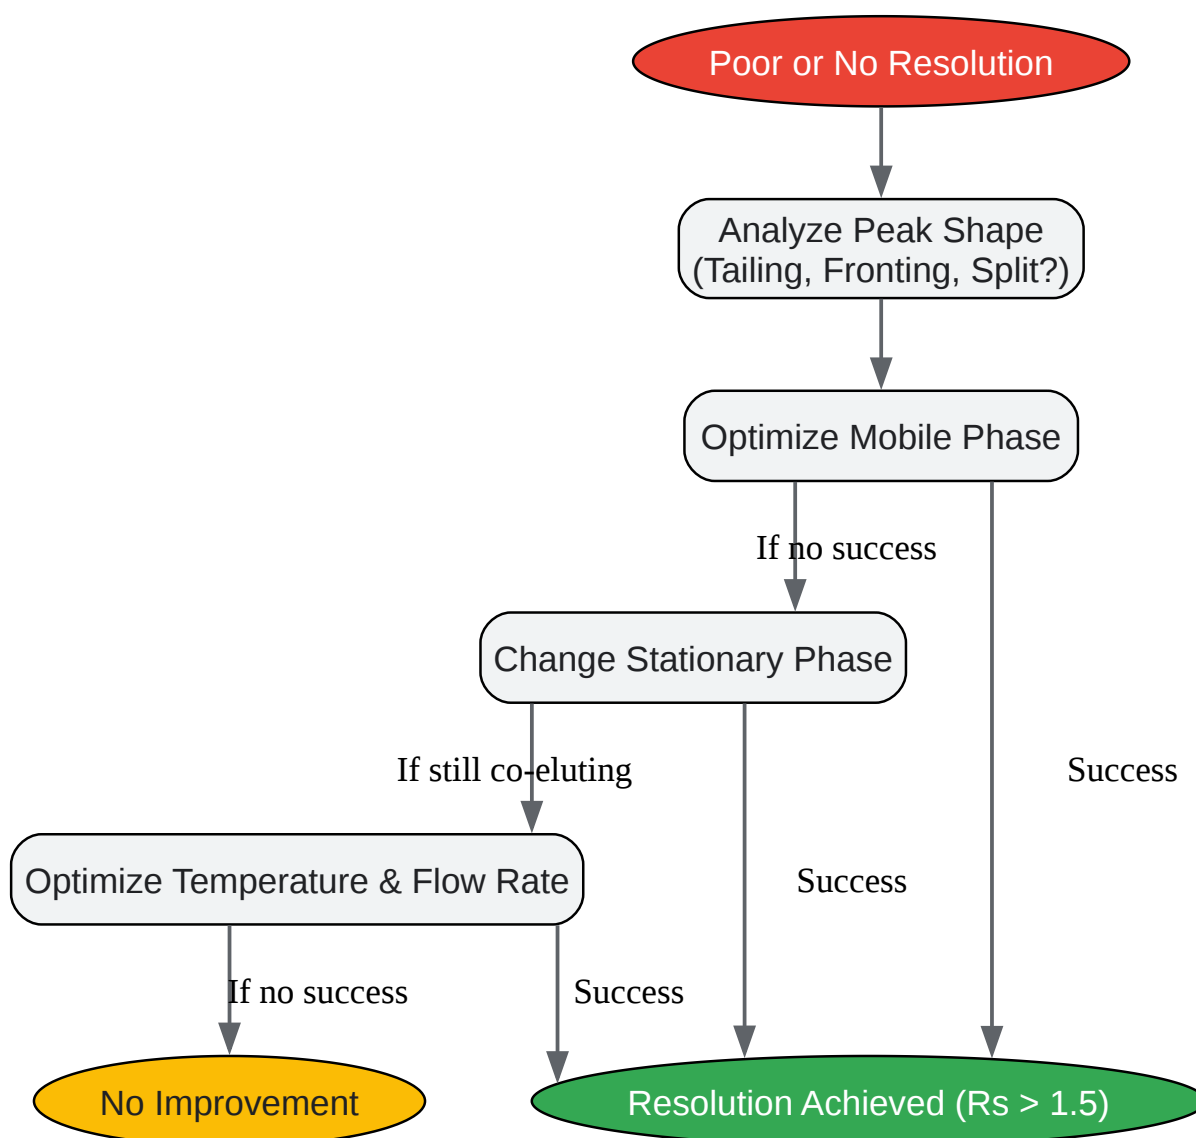 Poor or No Resolution
Analyze Peak Shape
(Tailing, Fronting, Split?)
Optimize Mobile Phase
If no success
Change Stationary Phase
If still co-eluting
Success
Optimize Temperature & Flow Rate
Success
If no success
Success
No Improvement
Resolution Achieved (Rs > 1.5)